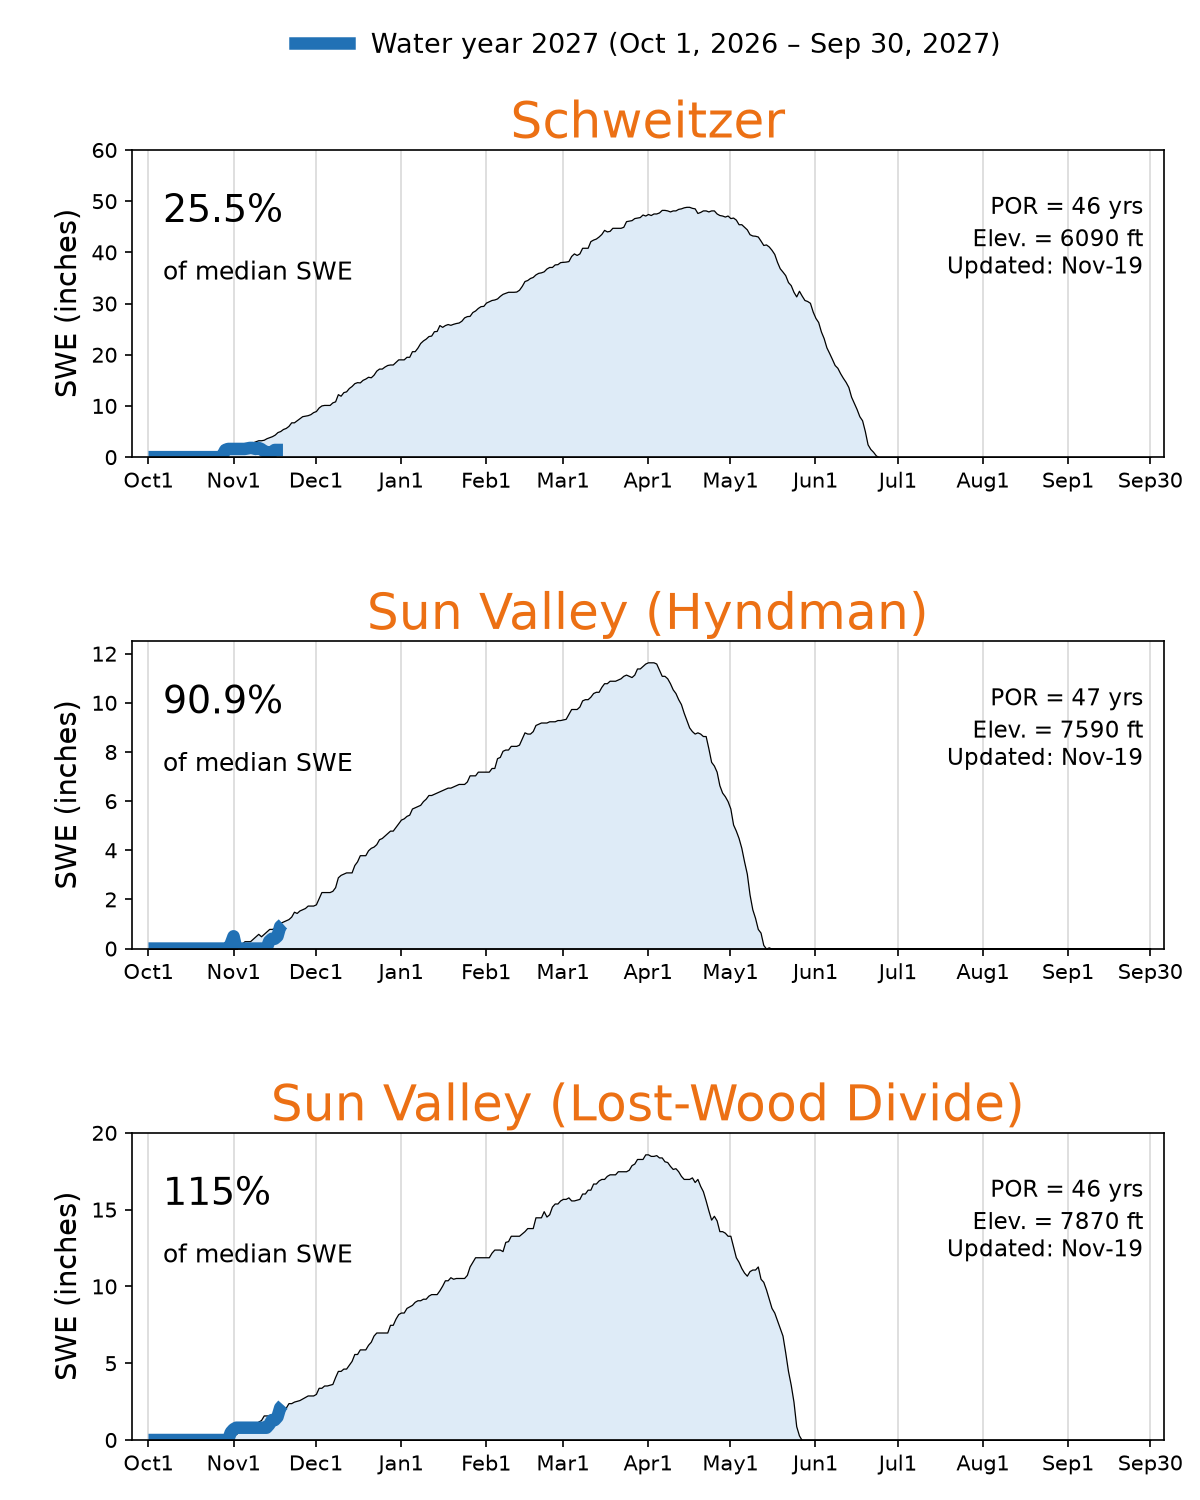 Water year 2027 (Oct 1, 2026 – Sep 30, 2027)
Schweitzer
60
50
40
30
20
10
0
SWE (inches)
25.5%
of median SWE
POR = 46 yrs
Elev. = 6090 ft
Updated: Nov-19
Oct1 Nov1 Dec1 Jan1 Feb1 Mar1 Apr1 May1 Jun1 Jul1 Aug1 Sep1 Sep30
Sun Valley (Hyndman)
12
10
8
6
4
2
0
SWE (inches)
90.9%
of median SWE
POR = 47 yrs
Elev. = 7590 ft
Updated: Nov-19
Oct1 Nov1 Dec1 Jan1 Feb1 Mar1 Apr1 May1 Jun1 Jul1 Aug1 Sep1 Sep30
Sun Valley (Lost-Wood Divide)
20
15
10
5
0
SWE (inches)
115%
of median SWE
POR = 46 yrs
Elev. = 7870 ft
Updated: Nov-19
Oct1 Nov1 Dec1 Jan1 Feb1 Mar1 Apr1 May1 Jun1 Jul1 Aug1 Sep1 Sep30